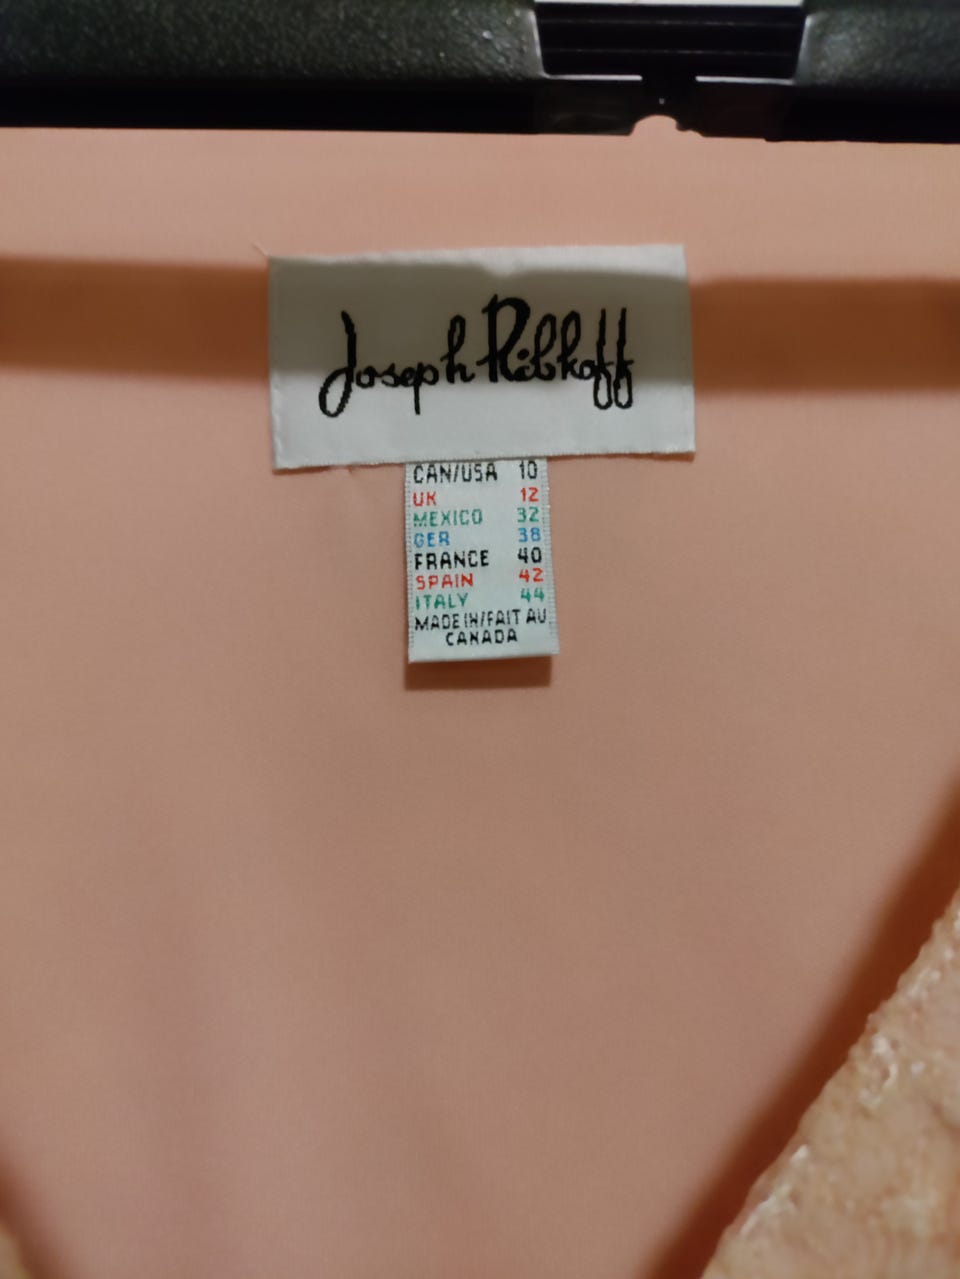 Joseph Ribkoff
CAN/USA 10
UK 12
MEXICO 32
GER 38
FRANCE 40
SPAIN 42
ITALY 44
MADE IN/FAIT AU
CANADA